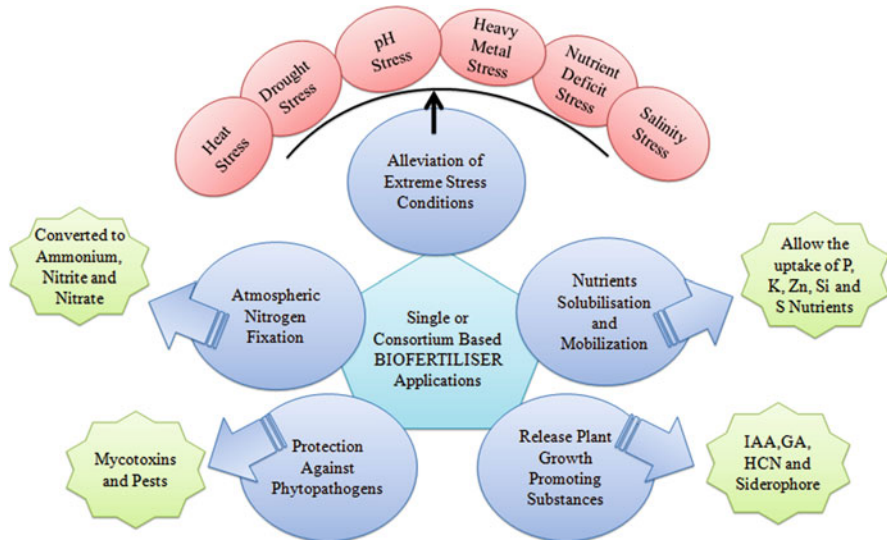 Heat
Stress
Drought
Stress
pH
Stress
Heavy
Metal
Stress
Nutrient
Deficit
Stress
Salinity
Stress
Alleviation of
Extreme Stress
Conditions
Converted to
Ammonium,
Nitrite and
Nitrate
Atmospheric
Nitrogen
Fixation
Single or
Consortium Based
BIOFERTILISER
Applications
Nutrients
Solubilisation
and
Mobilization
Allow the
uptake of P,
K, Zn, Si and
S Nutrients
Mycotoxins
and Pests
Protection
Against
Phytopathogens
Release Plant
Growth
Promoting
Substances
IAA,GA,
HCN and
Siderophore